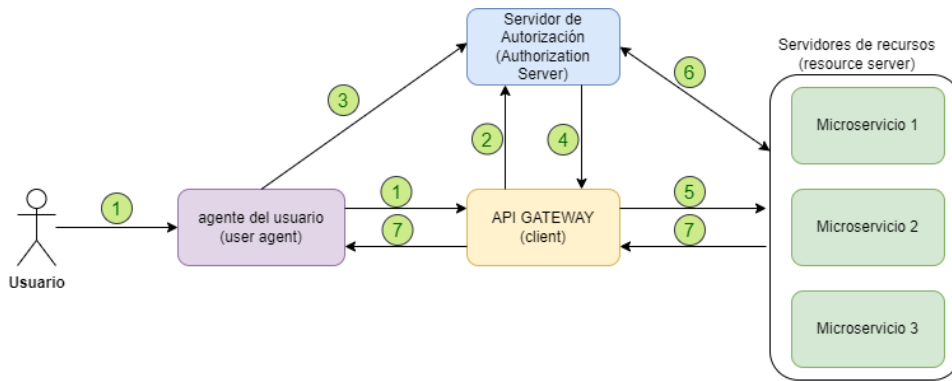 Servidor de
Autorización
(Authorization
Server)
Servidores de recursos
(resource server)
3
6
Microservicio 1
2
4
1
agente del usuario
(user agent)
1
7
API GATEWAY
(client)
5
7
Microservicio 2
Usuario
Microservicio 3